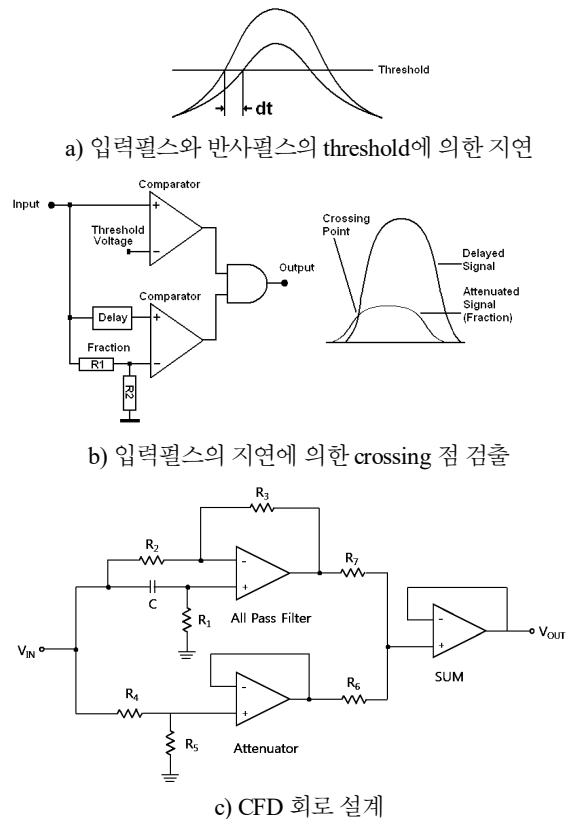 Threshold
dt
a) 입력펄스와 반사펄스의 threshold에 의한 지연
Comparator
Input
+
Threshold
Voltage
−
Output
Comparator
Delay
+
Fraction
R1
−
R2
Crossing
Point
Delayed
Signal
Attenuated
Signal
(Fraction)
b) 입력펄스의 지연에 의한 crossing 점 검출
R3
R2
-
R7
C
+
R1
All Pass Filter
VIN
-
VOUT
+
SUM
R4
-
R6
+
R5
Attenuator
c) CFD 회로 설계